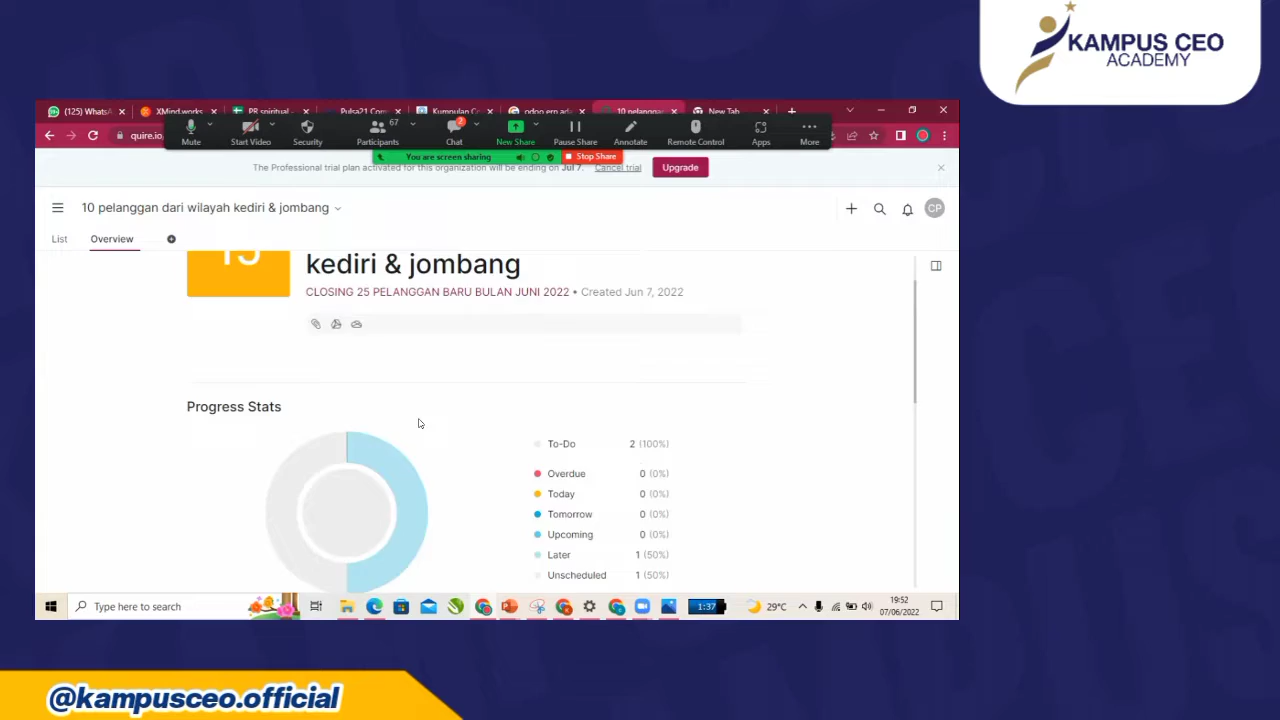 KAMPUS CEO
ACADEMY
(125) WhatsA
XMind.works
PR spiritual -
Pulsa21 Con
Kumpulan C
odoo erp ad
10 pelangga
New Tab
quire.io
Mute
Start Video
Security
67
Participants
2
Chat
New Share
Pause Share
Annotate
Remote Control
Apps
More
You are screen sharing
Stop Share
The Professional trial plan activated for this organization will be ending on Jul 7.
Cancel trial
Upgrade
10 pelanggan dari wilayah kediri & jombang
CP
List
Overview
kediri & jombang
CLOSING 25 PELANGGAN BARU BULAN JUNI 2022 • Created Jun 7, 2022
Progress Stats
To-Do 2 (100%)
Overdue 0 (0%)
Today 0 (0%)
Tomorrow 0 (0%)
Upcoming 0 (0%)
Later 1 (50%)
Unscheduled 1 (50%)
Type here to search
1:37
29°C
19:52
07/06/2022
@kampusceo.official